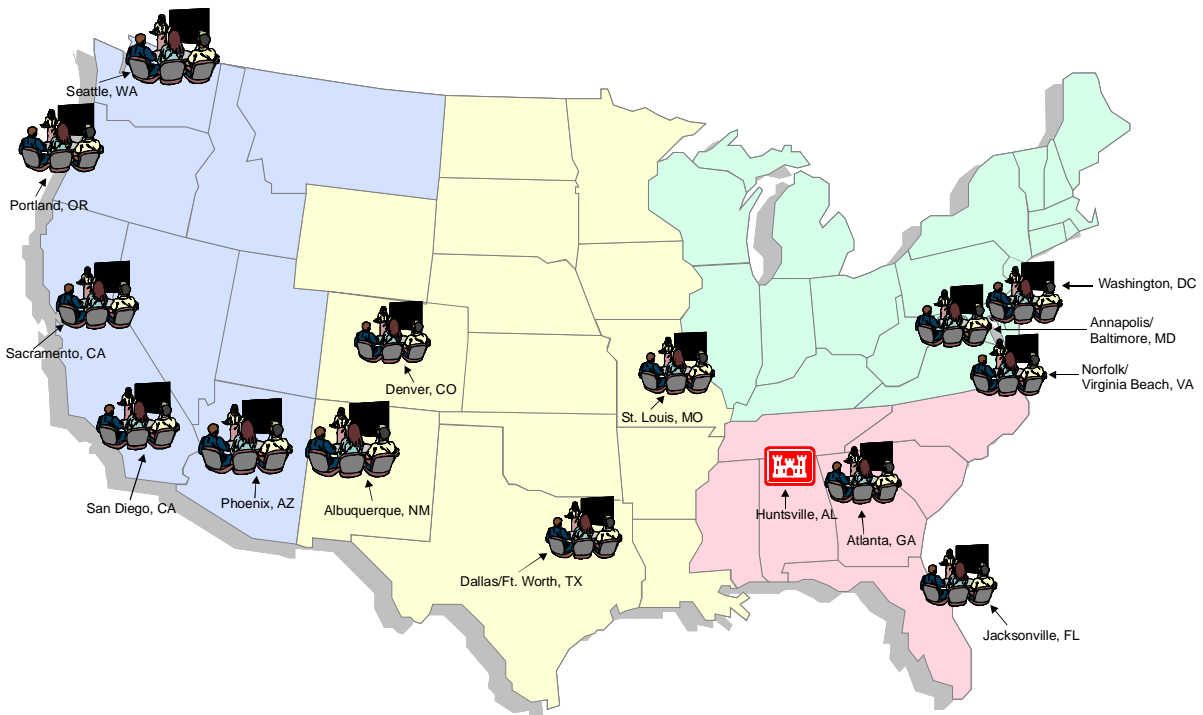 Seattle, WA
Portland, OR
Sacramento, CA
San Diego, CA
Phoenix, AZ
Albuquerque, NM
Denver, CO
Dallas/Ft. Worth, TX
St. Louis, MO
Huntsville, AL
Atlanta, GA
Jacksonville, FL
Washington, DC
Annapolis/
Baltimore, MD
Norfolk/
Virginia Beach, VA